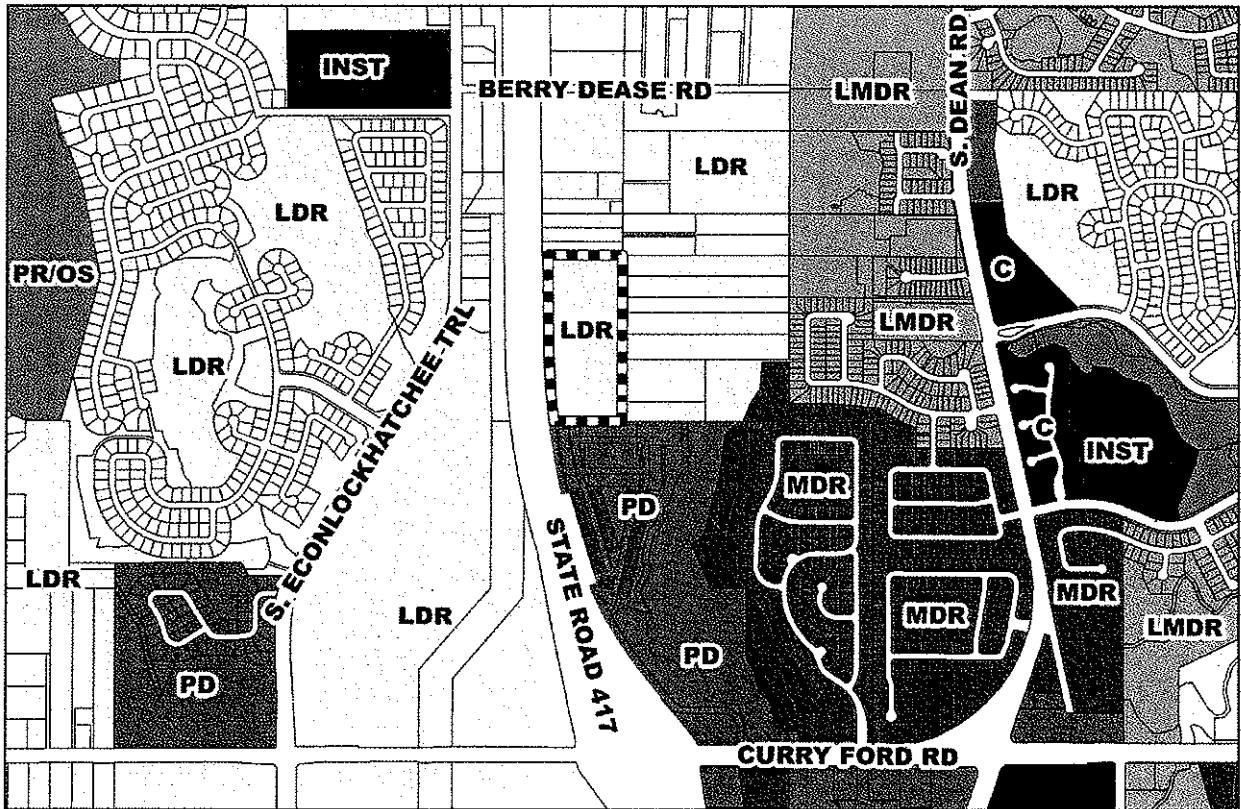 INST
BERRY DEASE RD
LMDR
S. DEAN RD
LDR
LDR
LDR
PR/OS
C
LDR
LMDR
LDR
S. ECONLOCKHATCHEE TRL
C
INST
MDR
PD
STATE ROAD 417
LDR
LDR
MDR
MDR
LMDR
PD
PD
CURRY FORD RD